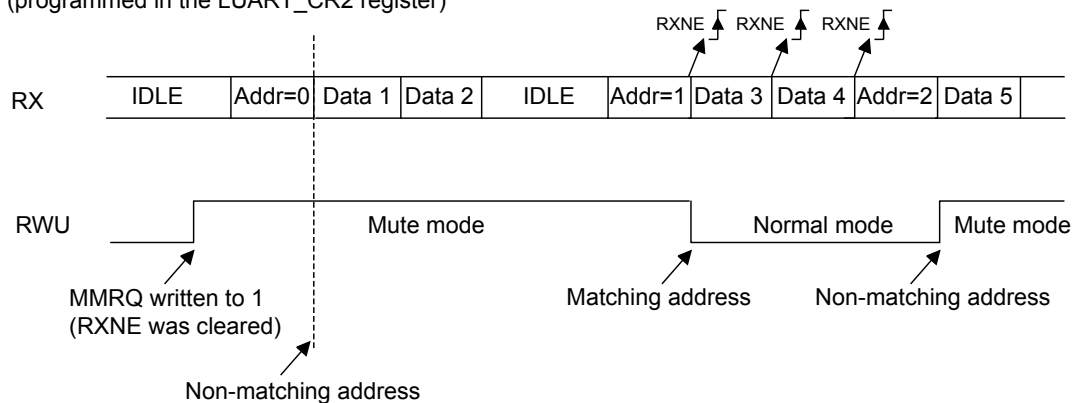 (programmed in the LUART_CR2 register)
RXNE RXNE RXNE
RX IDLE Addr=0 Data 1 Data 2 IDLE Addr=1 Data 3 Data 4 Addr=2 Data 5
RWU Mute mode Normal mode Mute mode
MMRQ written to 1
(RXNE was cleared)
Matching address Non-matching address
Non-matching address